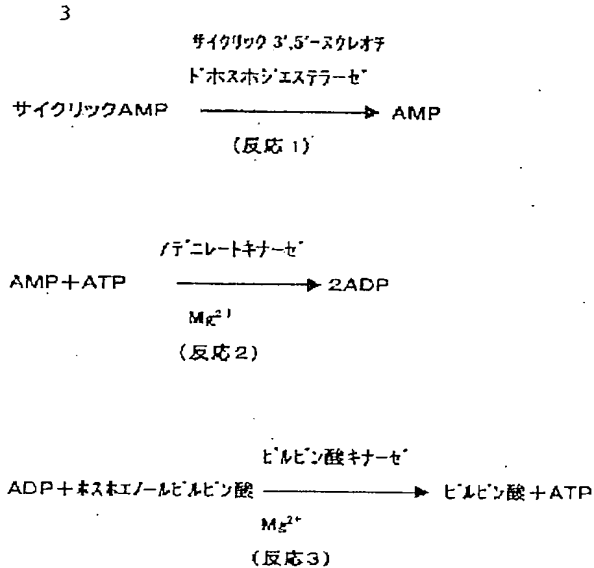 3
サイクリック 3',5'-ヌクレオチ
ドホスホジエステラーゼ
サイクリックAMP → AMP
(反応1)
アデニレートキナーゼ
AMP+ATP → 2ADP
Mg²⁺
(反応2)
ピルビン酸キナーゼ
ADP+ホスホエノールピルビン酸 → ピルビン酸+ATP
Mg²⁺
(反応3)